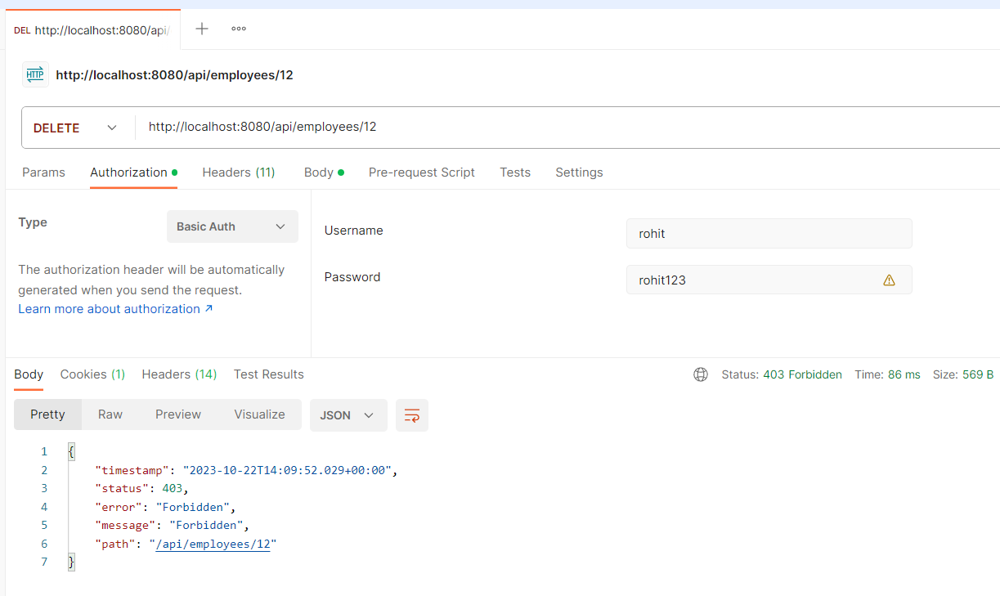 DEL http://localhost:8080/api/
HTTP http://localhost:8080/api/employees/12
DELETE http://localhost:8080/api/employees/12
Params Authorization Headers (11) Body Pre-request Script Tests Settings
Type Basic Auth
Username rohit
The authorization header will be automatically
generated when you send the request.
Learn more about authorization ↗
Password rohit123
Body Cookies (1) Headers (14) Test Results Status: 403 Forbidden Time: 86 ms Size: 569 B
Pretty Raw Preview Visualize JSON
1 {
2 "timestamp": "2023-10-22T14:09:52.029+00:00",
3 "status": 403,
4 "error": "Forbidden",
5 "message": "Forbidden",
6 "path": "/api/employees/12"
7 }